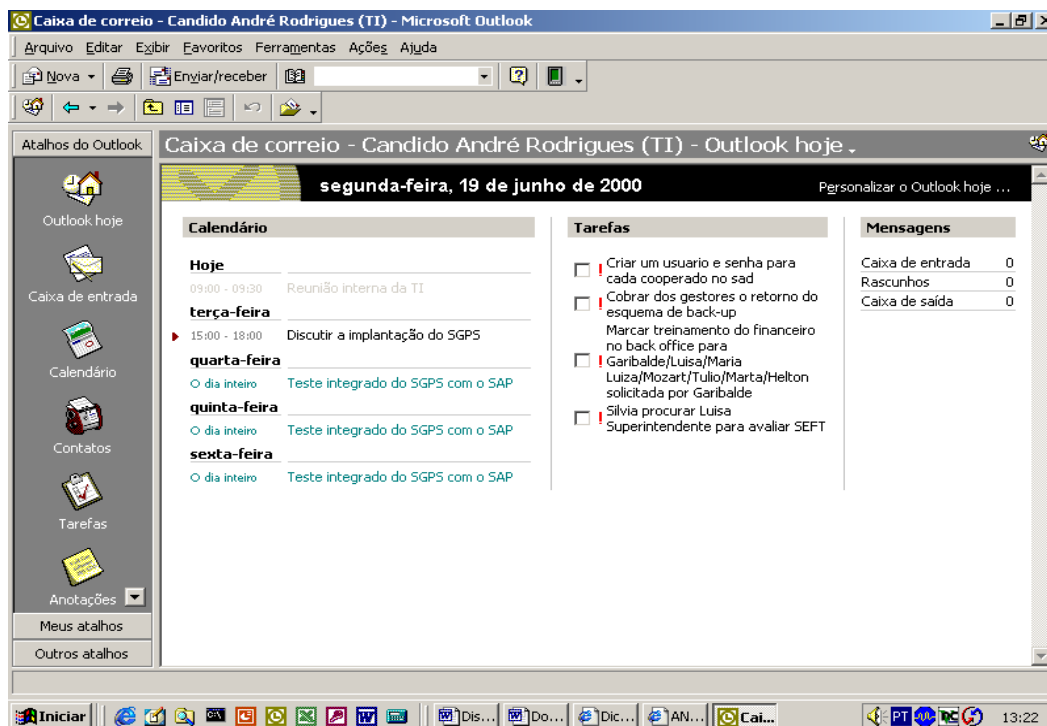 Caixa de correio - Candido André Rodrigues (TI) - Microsoft Outlook
Arquivo Editar Exibir Favoritos Ferramentas Ações Ajuda
Nova Enviar/receber
Atalhos do Outlook
Caixa de correio - Candido André Rodrigues (TI) - Outlook hoje .
segunda-feira, 19 de junho de 2000
Personalizar o Outlook hoje ...
Outlook hoje
Caixa de entrada
Calendário
Contatos
Tarefas
Anotações
Meus atalhos
Outros atalhos
Calendário
Hoje
09:00 - 09:30 Reunião interna da TI
terça-feira
15:00 - 18:00 Discutir a implantação do SGPS
quarta-feira
O dia inteiro Teste integrado do SGPS com o SAP
quinta-feira
O dia inteiro Teste integrado do SGPS com o SAP
sexta-feira
O dia inteiro Teste integrado do SGPS com o SAP
Tarefas
! Criar um usuario e senha para
cada cooperado no sad
! Cobrar dos gestores o retorno do
esquema de back-up
Marcar treinamento do financeiro
no back office para
! Garibalde/Luisa/Maria
Luiza/Mozart/Tulio/Marta/Helton
solicitada por Garibalde
! Silvia procurar Luisa
Superintendente para avaliar SEFT
Mensagens
Caixa de entrada 0
Rascunhos 0
Caixa de saída 0
Iniciar Dis... Do... Dic... AN... Cai... PT 13:22